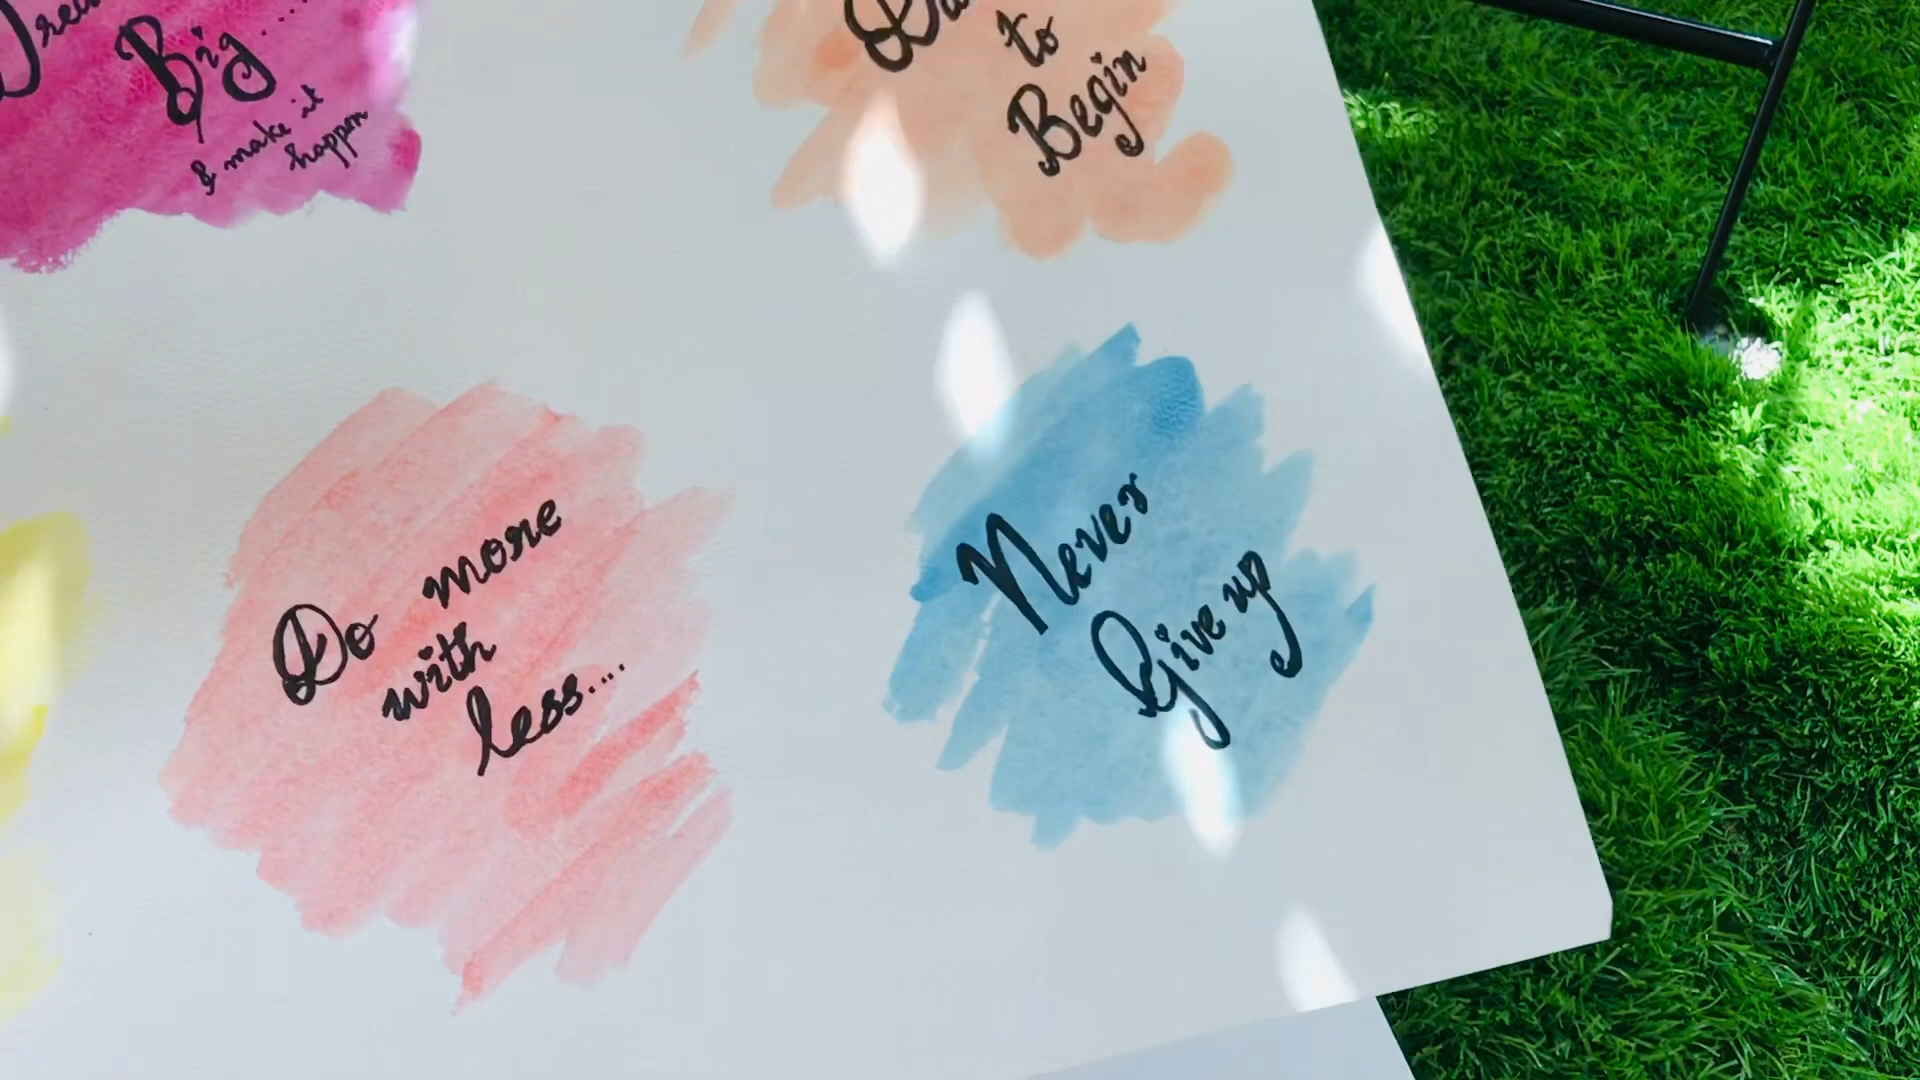 Big....
& make it
happen
to
Begin
Do more
with
less...
Never
Give up